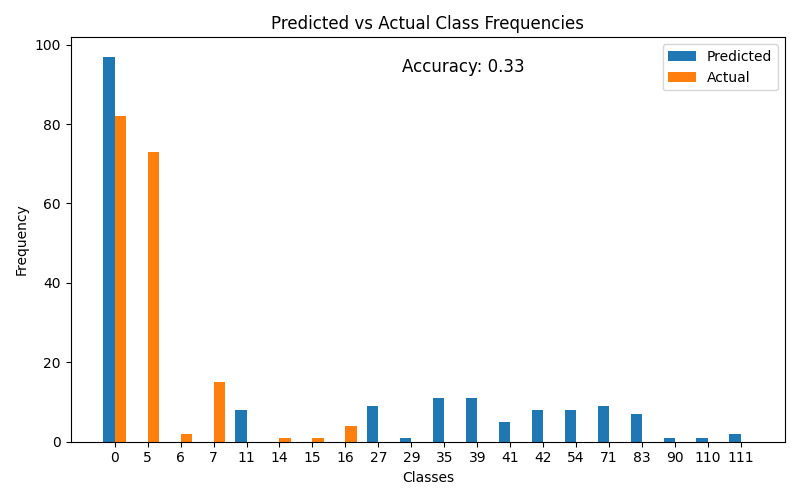 Predicted vs Actual Class Frequencies
100
80
60
40
20
0
Frequency
Accuracy: 0.33
Predicted
Actual
0 5 6 7 11 14 15 16 27 29 35 39 41 42 54 71 83 90 110 111
Classes